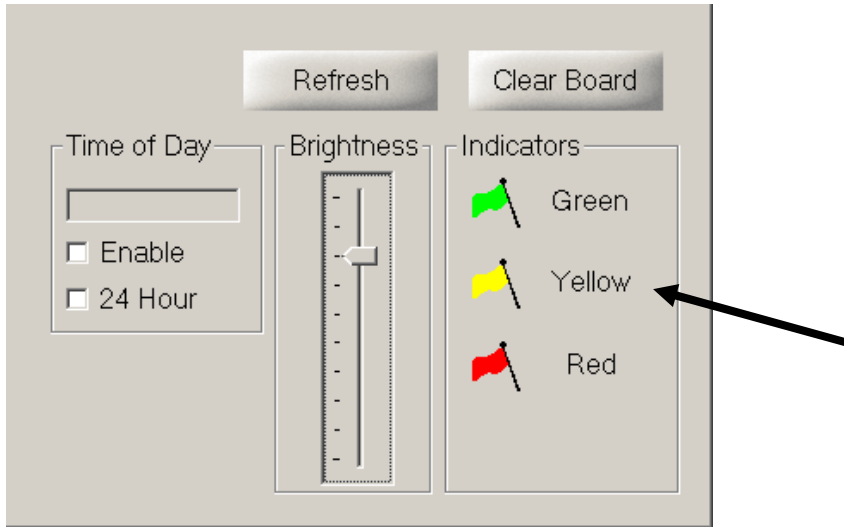 Refresh
Clear Board
Time of Day
Enable
24 Hour
Brightness
Indicators
Green
Yellow
Red